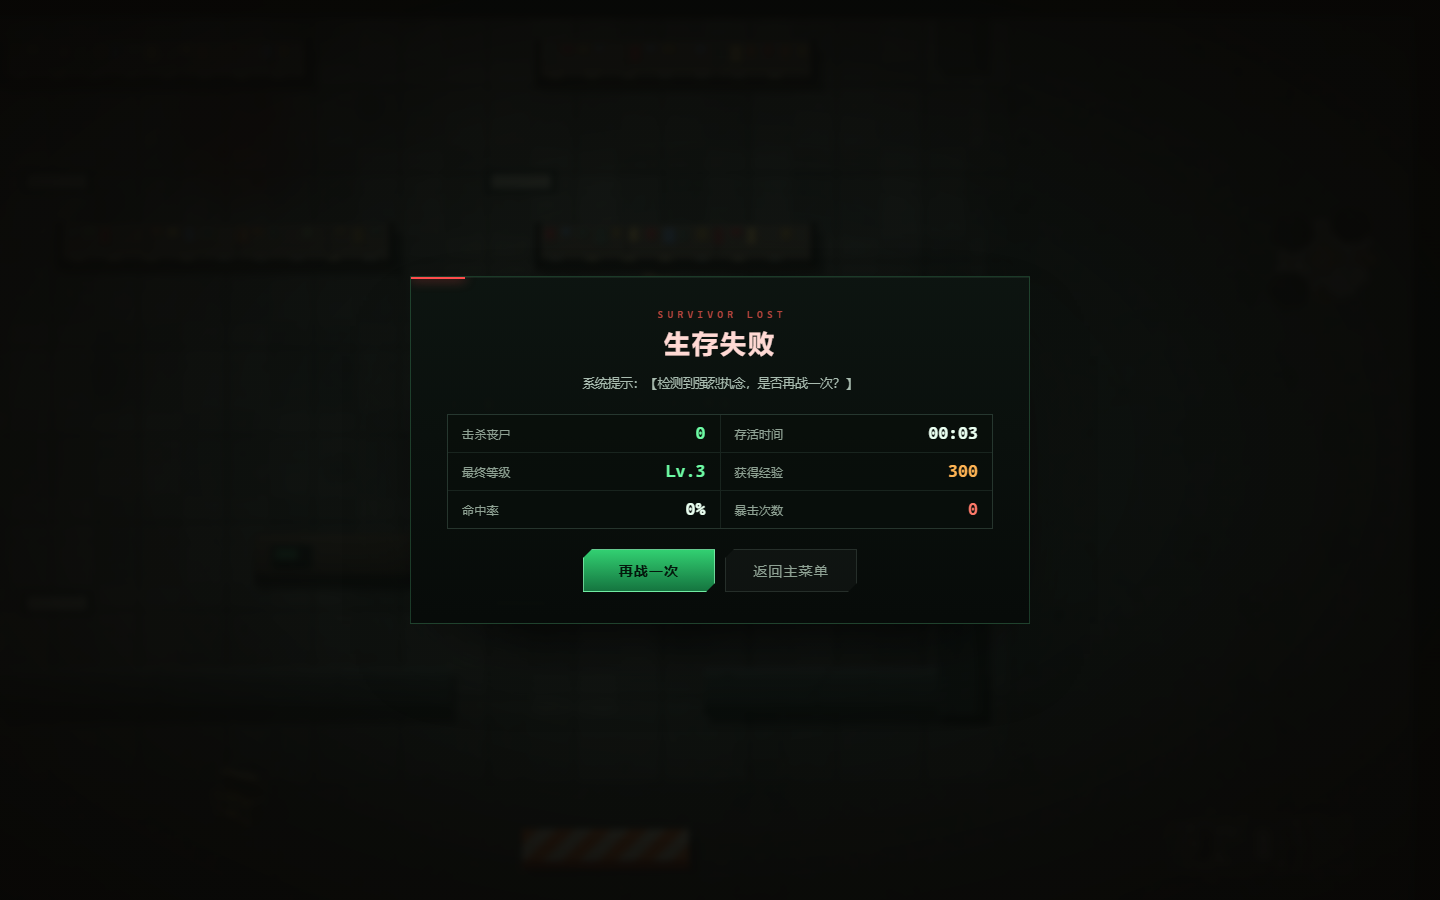 SURVIVOR LOST
生存失败
系统提示：【检测到强烈执念，是否再战一次？】
击杀丧尸 0 存活时间 00:03
最终等级 Lv.3 获得经验 300
命中率 0% 暴击次数 0
再战一次 返回主菜单